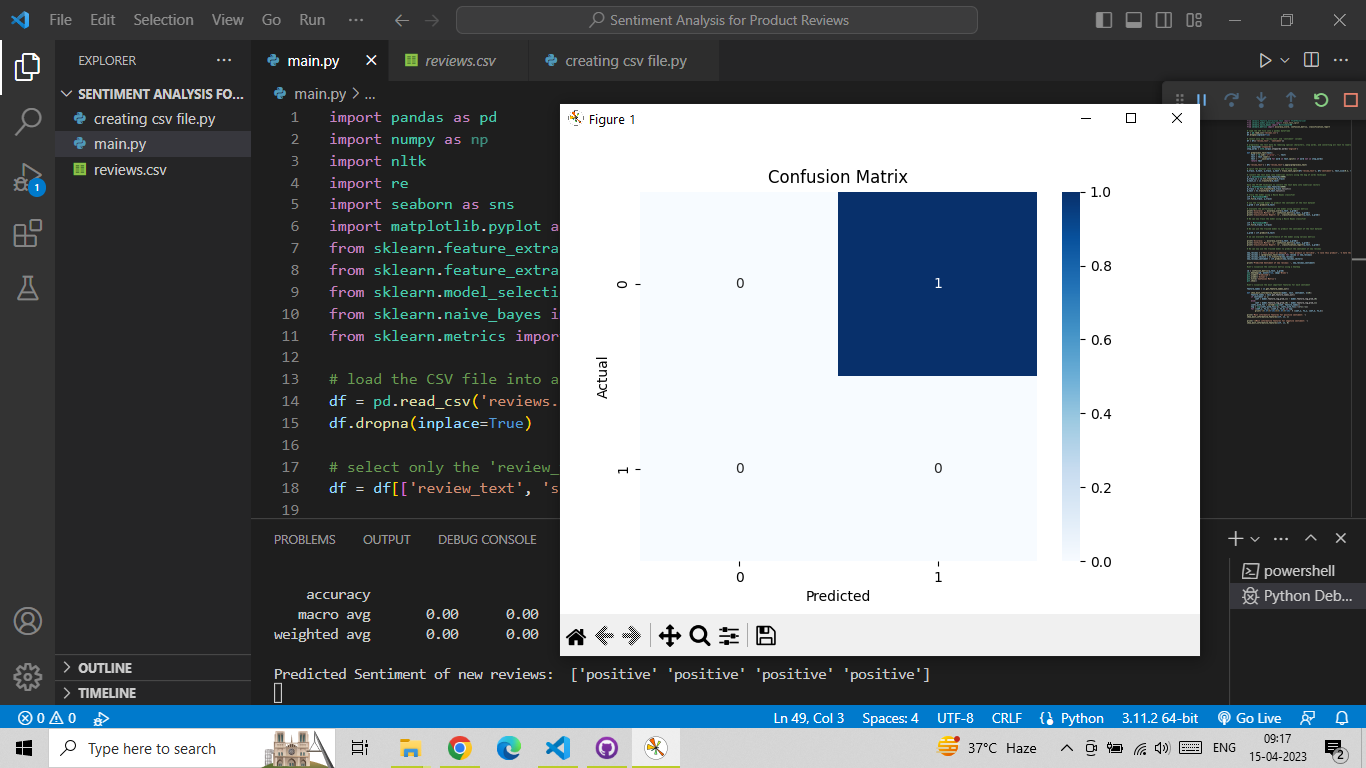 File Edit Selection View Go Run ··· Sentiment Analysis for Product Reviews
EXPLORER ···
SENTIMENT ANALYSIS FO...
creating csv file.py
main.py
reviews.csv
OUTLINE
TIMELINE
1
main.py reviews.csv creating csv file.py
main.py > ...
1 import pandas as pd
2 import numpy as np
3 import nltk
4 import re
5 import seaborn as sns
6 import matplotlib.pyplot a
7 from sklearn.feature_extra
8 from sklearn.feature_extra
9 from sklearn.model_selecti
10 from sklearn.naive_bayes i
11 from sklearn.metrics impor
12
13 # load the CSV file into a
14 df = pd.read_csv('reviews.
15 df.dropna(inplace=True)
16
17 # select only the 'review_
18 df = df[['review_text', 's
19
Figure 1
Confusion Matrix
0 1
0 0
0
1
Actual
0 1
Predicted
1.0
0.8
0.6
0.4
0.2
0.0
PROBLEMS OUTPUT DEBUG CONSOLE
accuracy
macro avg 0.00 0.00
weighted avg 0.00 0.00
Predicted Sentiment of new reviews: ['positive' 'positive' 'positive' 'positive']
powershell
Python Deb...
0 0 Ln 49, Col 3 Spaces: 4 UTF-8 CRLF Python 3.11.2 64-bit Go Live
Type here to search 37°C Haze ENG 09:17
15-04-2023
2